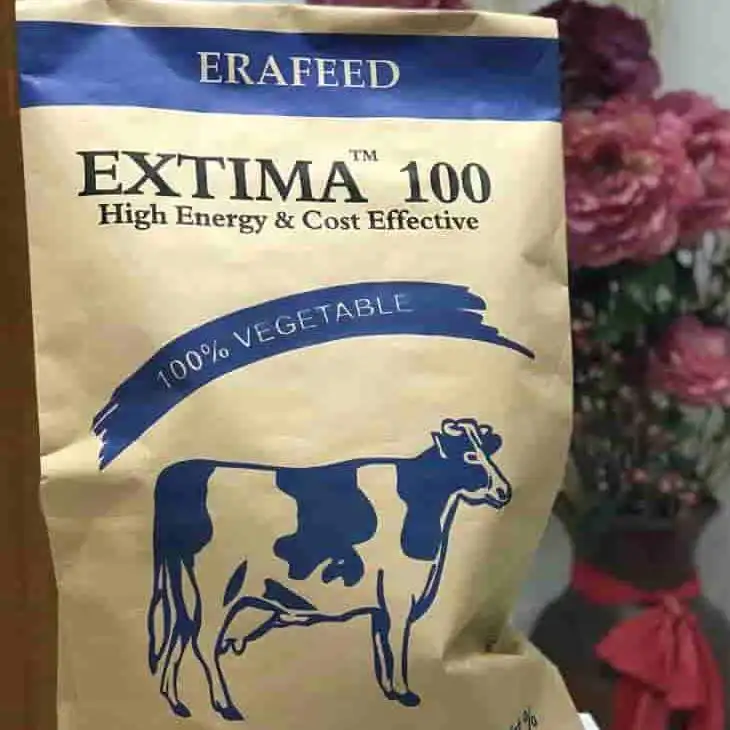 ERAFEED
EXTIMA™ 100
High Energy & Cost Effective
100% VEGETABLE